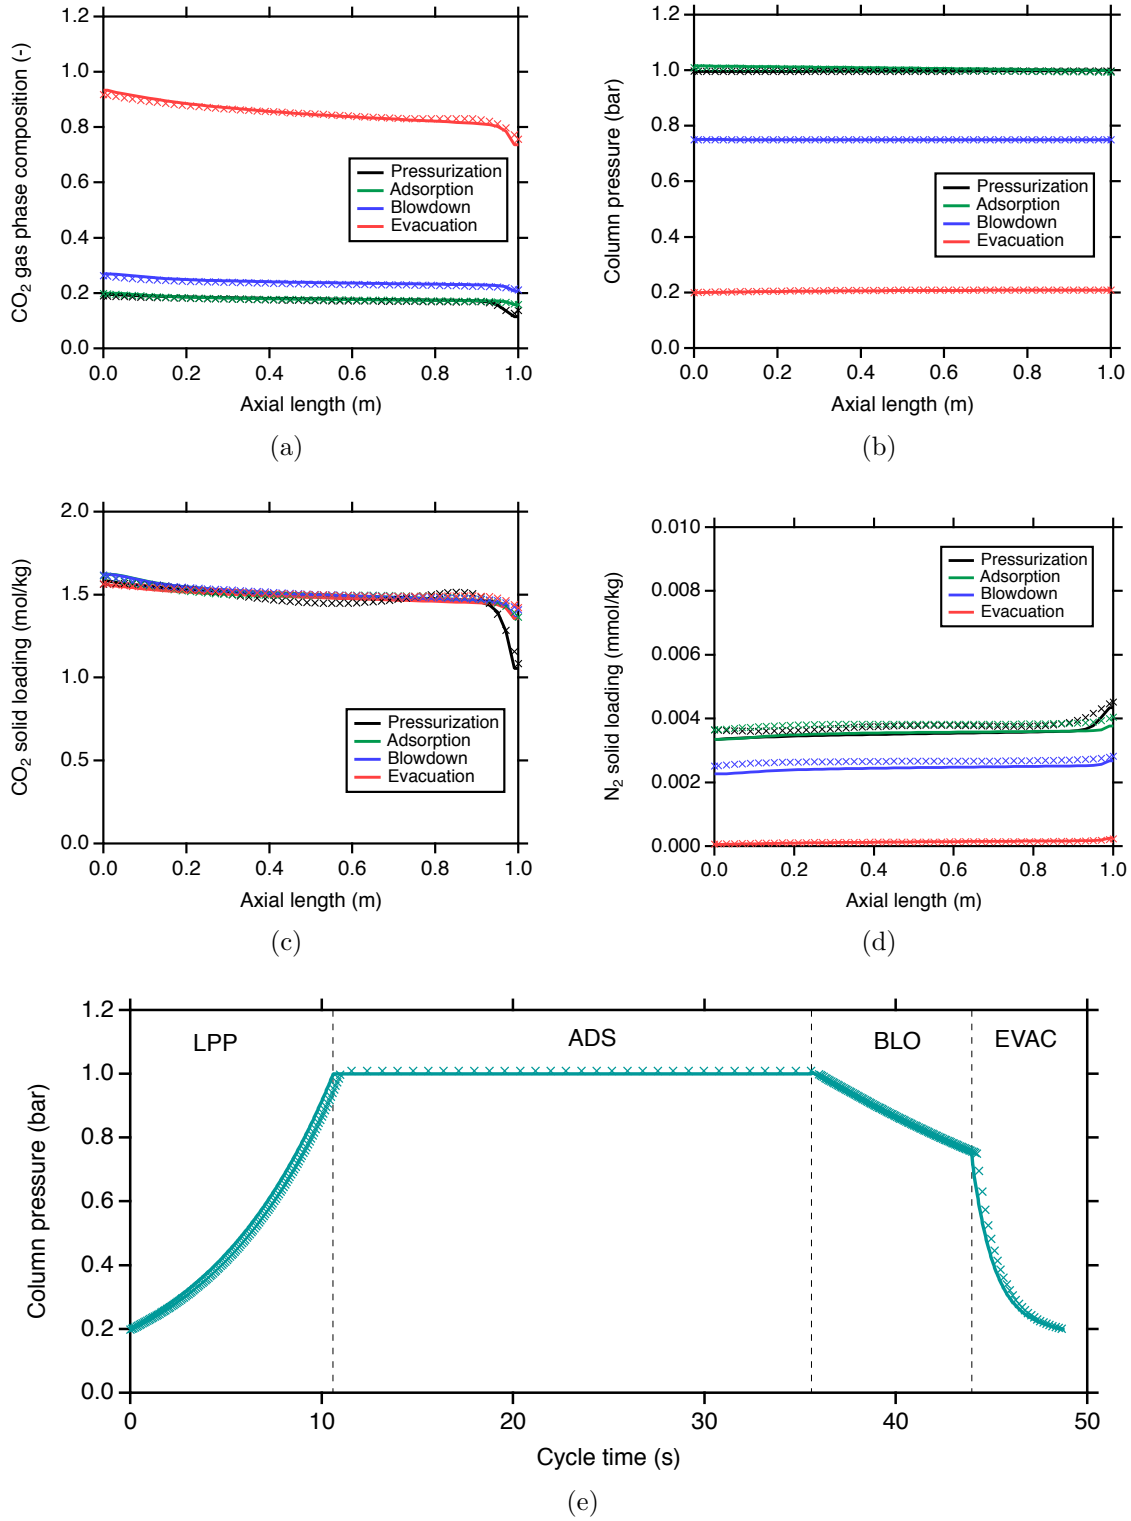 1.2
1.0
0.8
0.6
0.4
0.2
0.0
CO2 gas phase composition (-)
Pressurization
Adsorption
Blowdown
Evacuation
0.0 0.2 0.4 0.6 0.8 1.0
Axial length (m)
(a)
1.2
1.0
0.8
0.6
0.4
0.2
0.0
Column pressure (bar)
Pressurization
Adsorption
Blowdown
Evacuation
0.0 0.2 0.4 0.6 0.8 1.0
Axial length (m)
(b)
2.0
1.5
1.0
0.5
0.0
CO2 solid loading (mol/kg)
Pressurization
Adsorption
Blowdown
Evacuation
0.0 0.2 0.4 0.6 0.8 1.0
Axial length (m)
(c)
0.010
0.008
0.006
0.004
0.002
0.000
N2 solid loading (mmol/kg)
Pressurization
Adsorption
Blowdown
Evacuation
0.0 0.2 0.4 0.6 0.8 1.0
Axial length (m)
(d)
1.2
1.0
0.8
0.6
0.4
0.2
0.0
Column pressure (bar)
LPP ADS BLO EVAC
0 10 20 30 40 50
Cycle time (s)
(e)